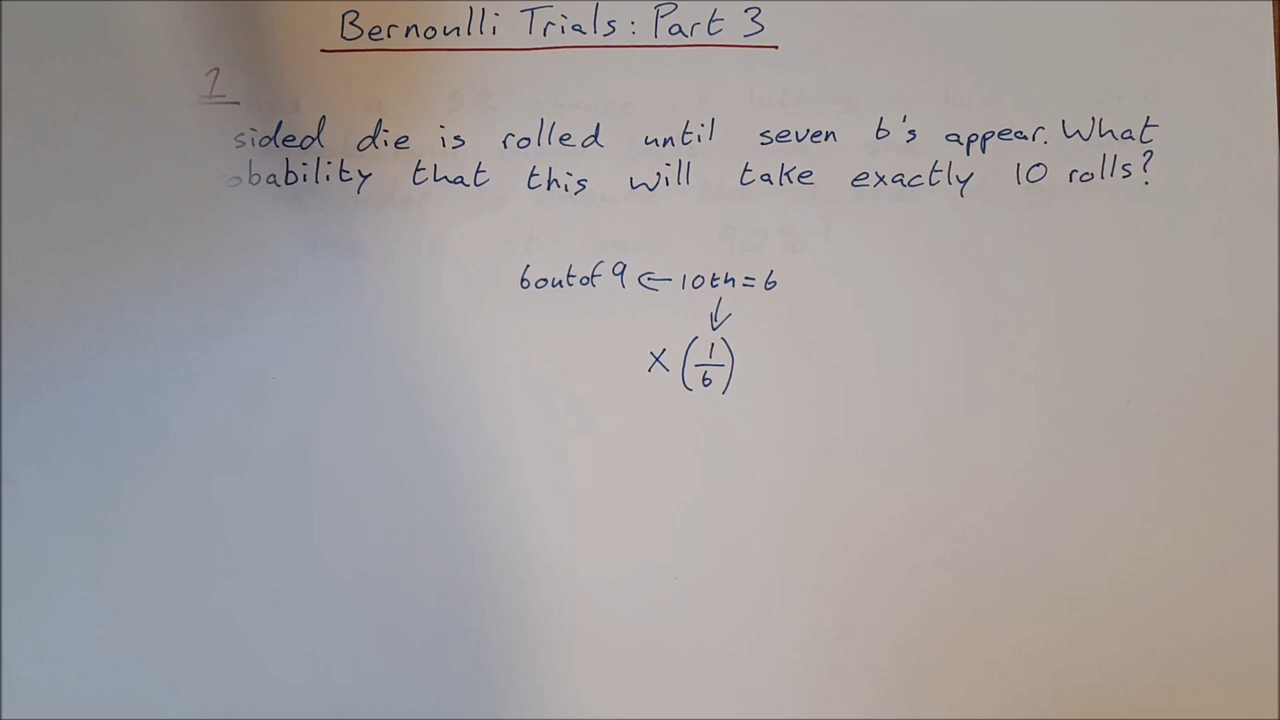 Bernoulli Trials: Part 3
1
sided die is rolled until seven 6's appear. What
obability that this will take exactly 10 rolls?
6 out of 9 ← 10th = 6
↓
× (1/6)